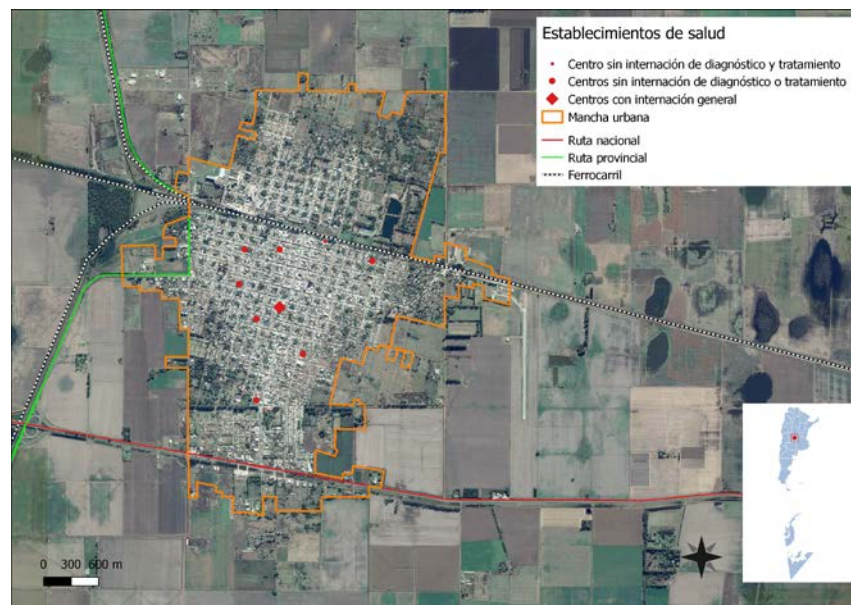 Establecimientos de salud
Centro sin internación de diagnóstico y tratamiento
Centros sin internación de diagnóstico o tratamiento
Centros con internación general
Mancha urbana
Ruta nacional
Ruta provincial
Ferrocarril
0 300 600 m